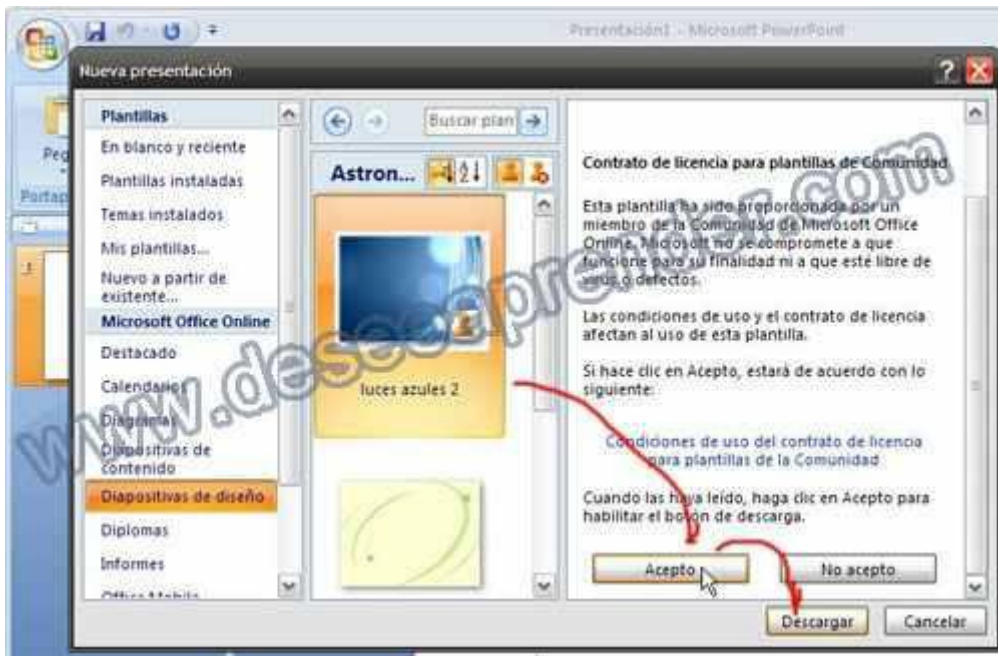 Presentación1 - Microsoft PowerPoint
Nueva presentación
?
Plantillas
En blanco y reciente
Plantillas instaladas
Temas instalados
Mis plantillas...
Nuevo a partir de
existente...
Microsoft Office Online
Destacado
Calendarios
Diagramas
Diapositivas de
contenido
Diapositivas de diseño
Diplomas
Informes
Office Mobile
Buscar plan
Astron...
luces azules 2
Contrato de licencia para plantillas de Comunidad
Esta plantilla ha sido proporcionada por un
miembro de la Comunidad de Microsoft Office
Online. Microsoft no se compromete a que
funcione para su finalidad ni a que esté libre de
virus o defectos.
Las condiciones de uso y el contrato de licencia
afectan al uso de esta plantilla.
Si hace clic en Acepto, estará de acuerdo con lo
siguiente:
Condiciones de uso del contrato de licencia
para plantillas de la Comunidad
Cuando las haya leído, haga clic en Acepto para
habilitar el botón de descarga.
Acepto
No acepto
Descargar
Cancelar
Peg
Portap
1
www.deseoaprender.com